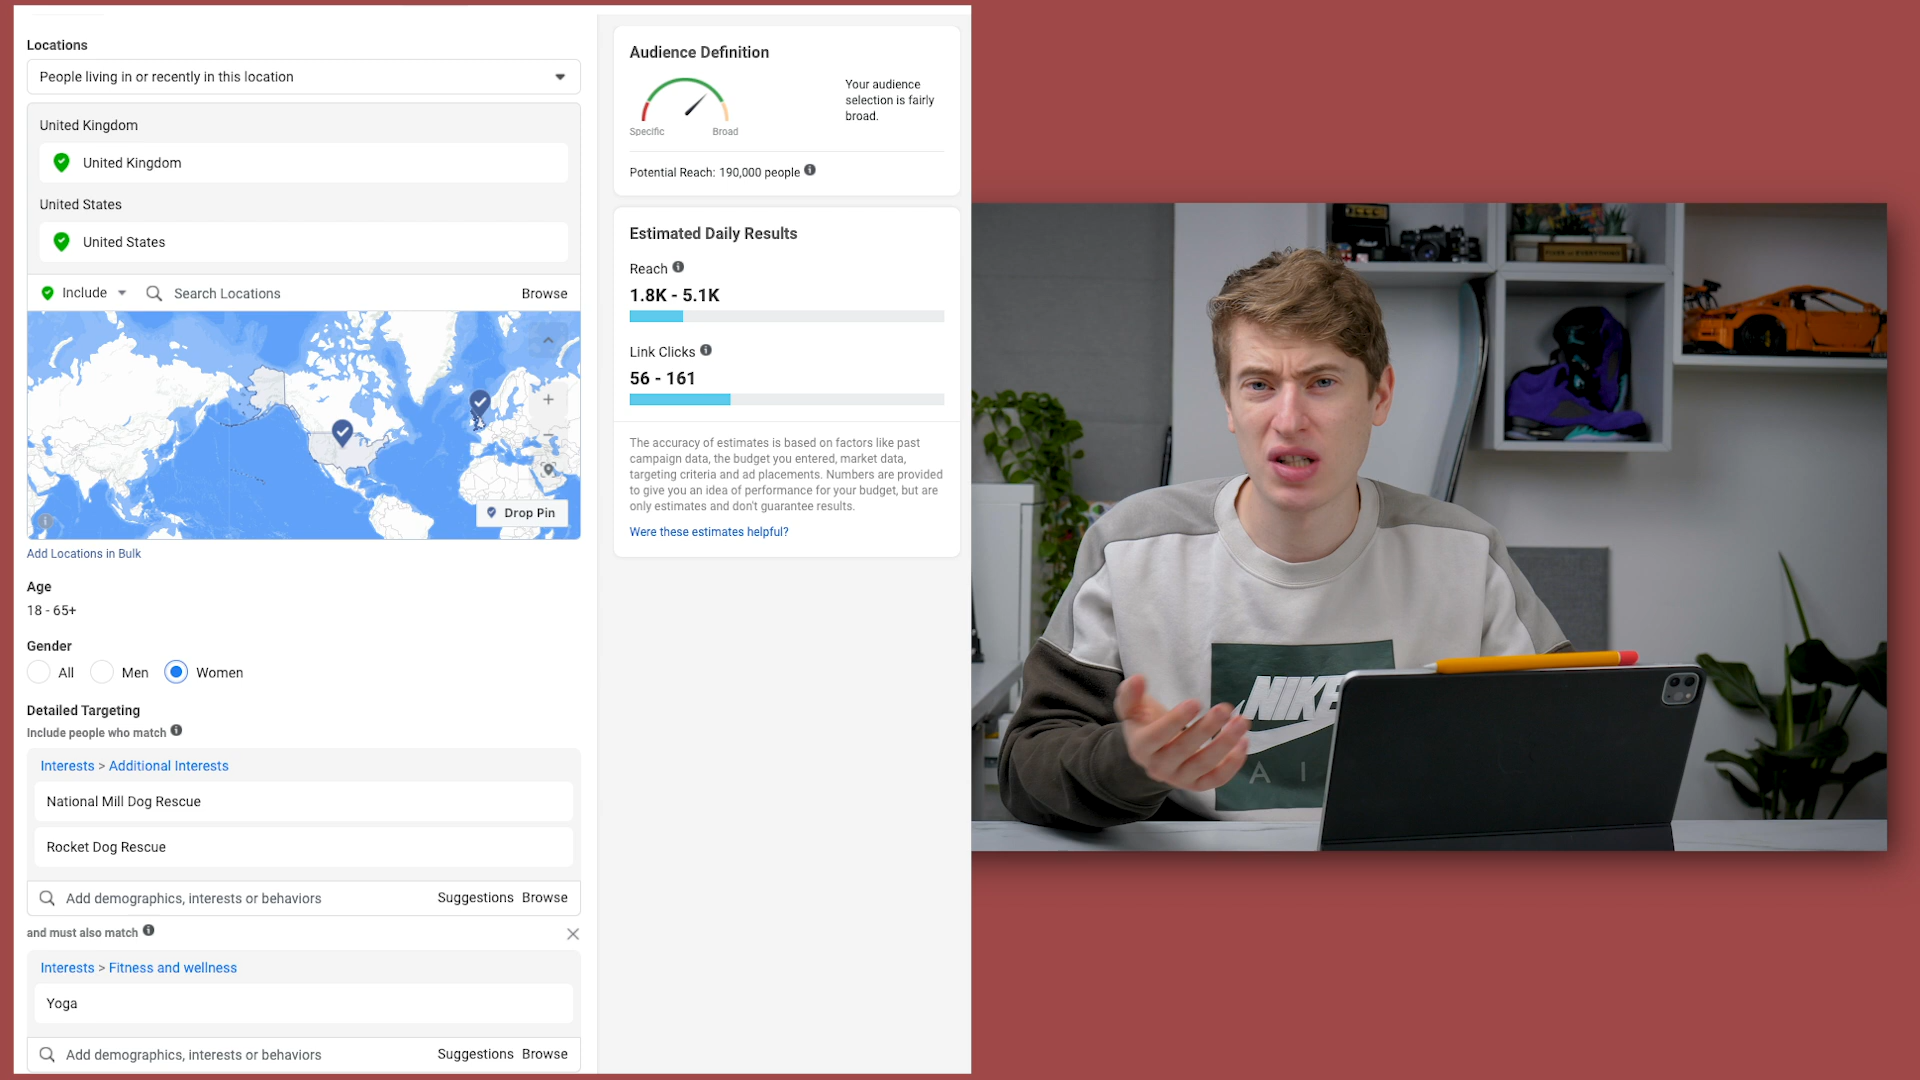 Locations
People living in or recently in this location
United Kingdom
United Kingdom
United States
United States
Include
Search Locations
Browse
Drop Pin
Add Locations in Bulk
Age
18 - 65+
Gender
All
Men
Women
Detailed Targeting
Include people who match
Interests > Additional Interests
National Mill Dog Rescue
Rocket Dog Rescue
Add demographics, interests or behaviors
Suggestions
Browse
and must also match
Interests > Fitness and wellness
Yoga
Add demographics, interests or behaviors
Suggestions
Browse
Audience Definition
Specific
Broad
Your audience
selection is fairly
broad.
Potential Reach: 190,000 people
Estimated Daily Results
Reach
1.8K - 5.1K
Link Clicks
56 - 161
The accuracy of estimates is based on factors like past
campaign data, the budget you entered, market data,
targeting criteria and ad placements. Numbers are provided
to give you an idea of performance for your budget, but are
only estimates and don't guarantee results.
Were these estimates helpful?
NIKE
A I